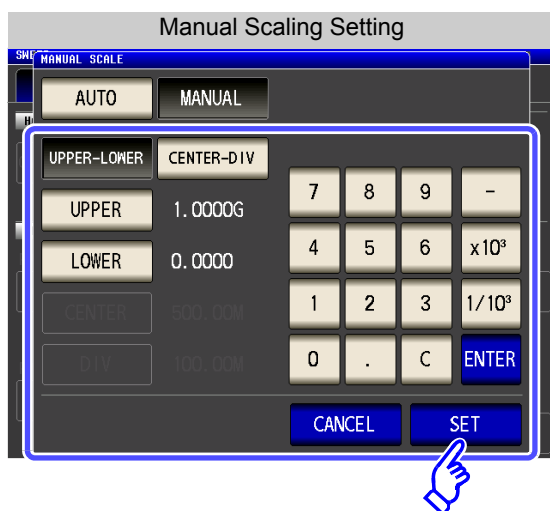 Manual Scaling Setting
SWE
MANUAL SCALE
AUTO MANUAL
UPPER-LOWER CENTER-DIV
UPPER 1.0000G
7 8 9 -
LOWER 0.0000
4 5 6 x10³
CENTER 500.00M
1 2 3 1/10³
DIV 100.00M
0 . C ENTER
CANCEL SET